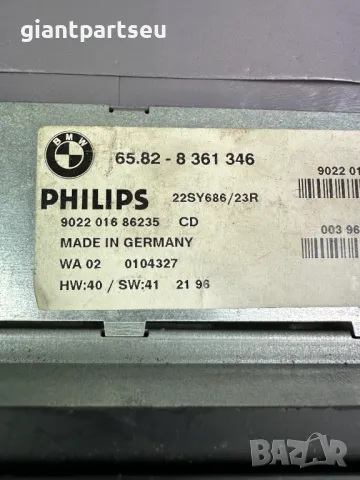 giantpartseu
BMW
65.82 - 8 361 346
9022 01
PHILIPS 22SY686/23R
9022 016 86235 CD
MADE IN GERMANY
003 96
WA 02 0104327
HW:40 / SW:41 21 96
BAZAR